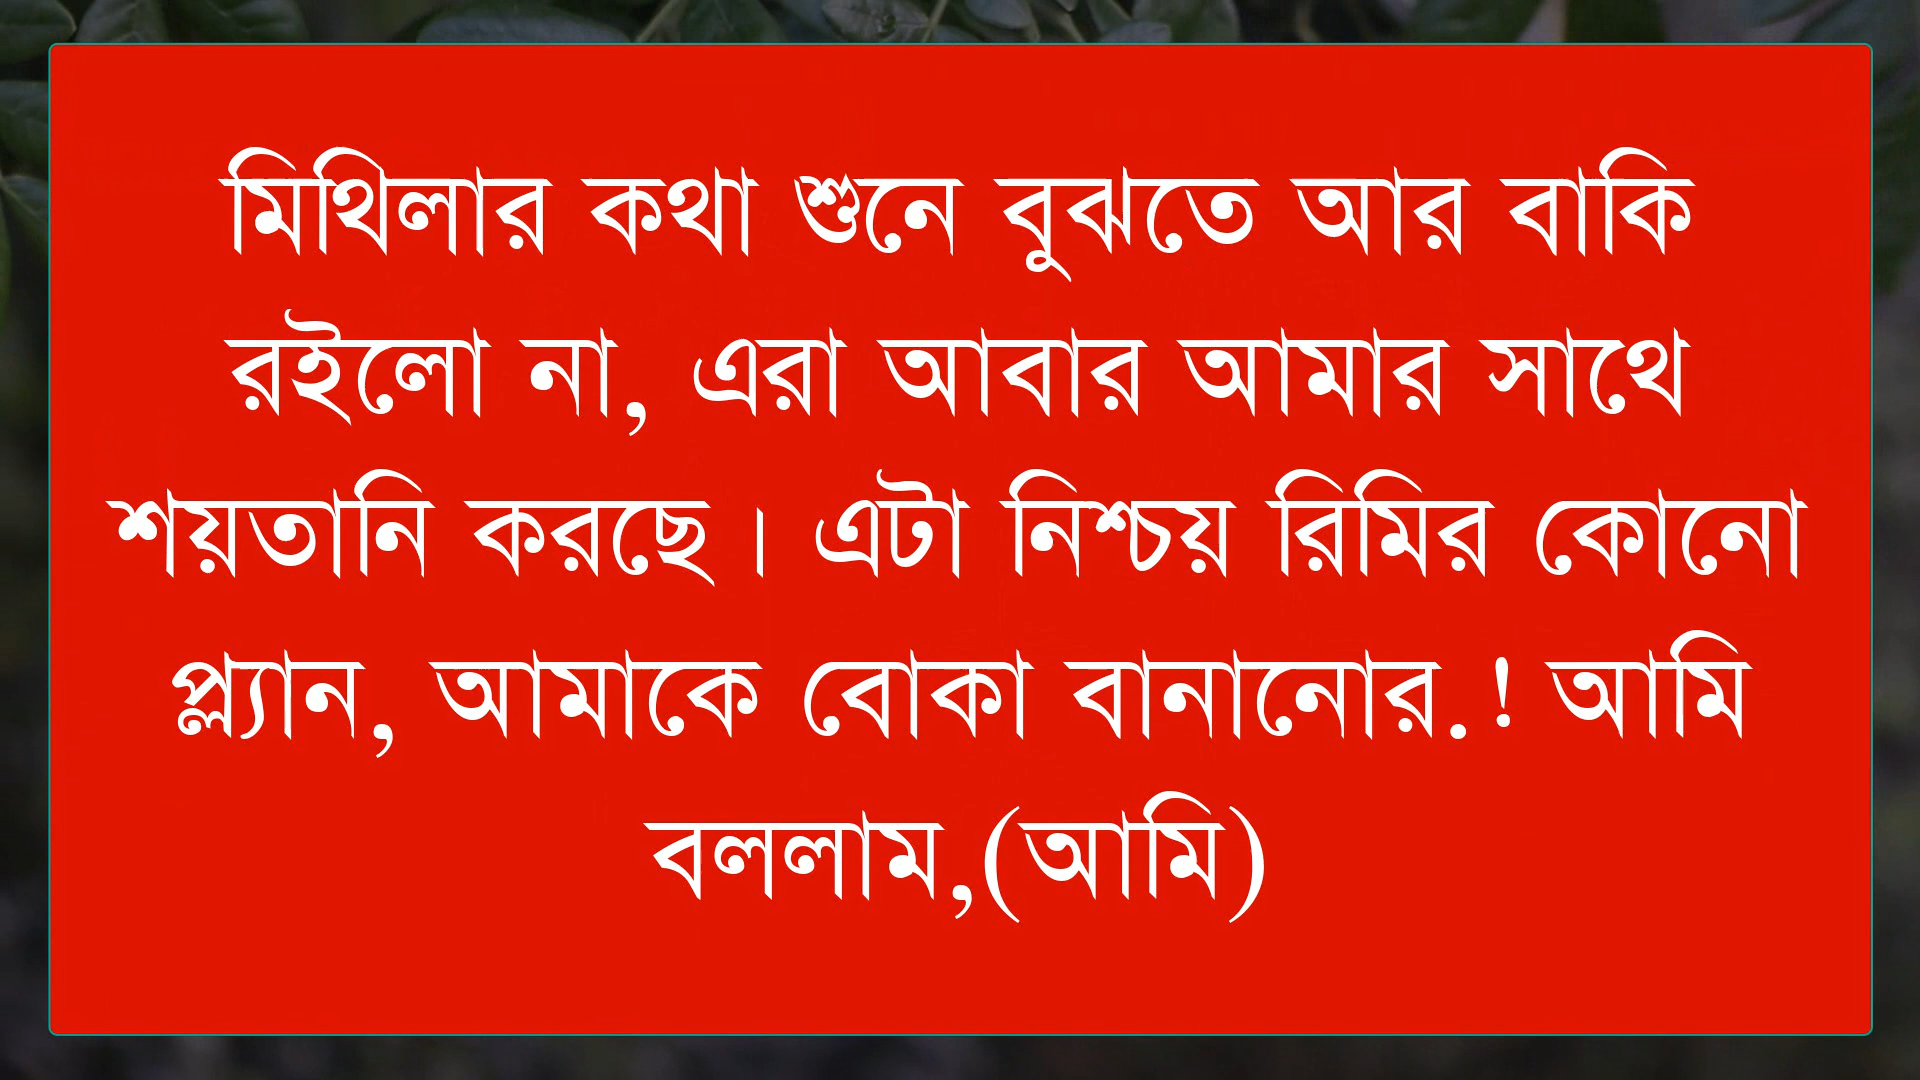 মিথিলার কথা শুনে বুঝতে আর বাকি
রইলো না, এরা আবার আমার সাথে
শয়তানি করছে। এটা নিশ্চয় রিমির কোনো
প্ল্যান, আমাকে বোকা বানানোর.! আমি
বললাম,(আমি)